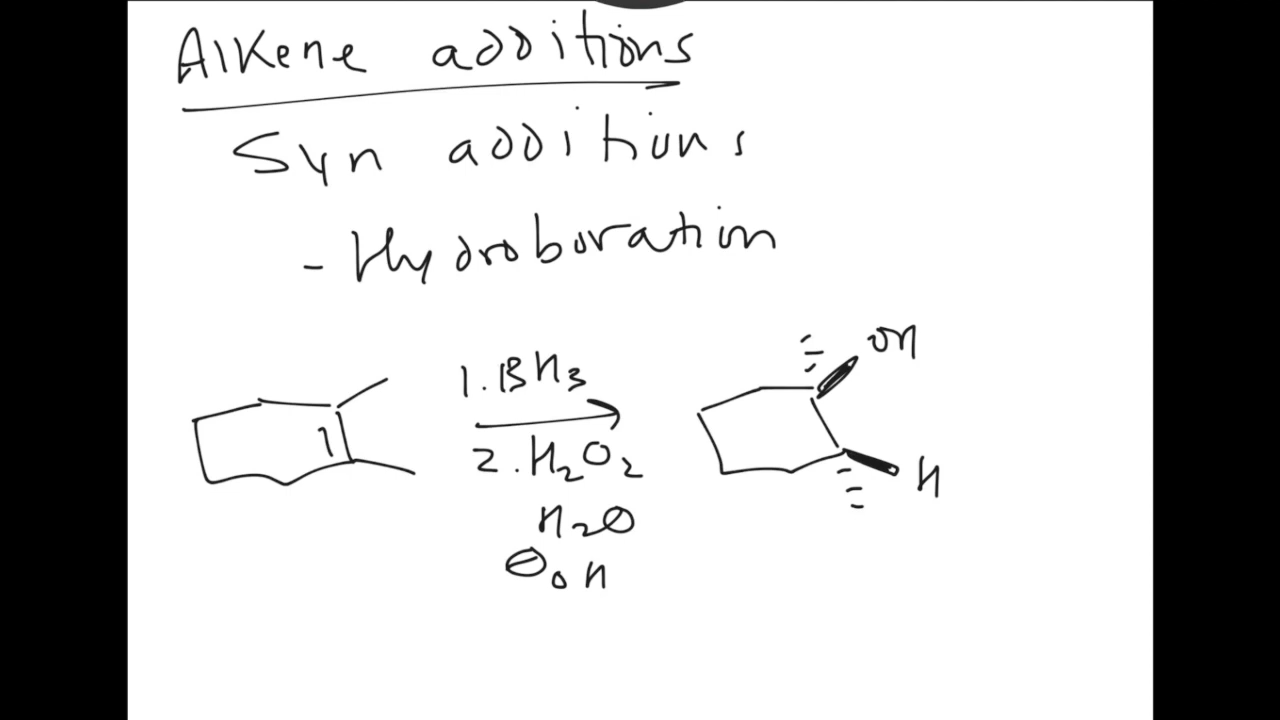 Alkene additions
Syn additions
- Hydroboration
1. BH3
2. H2O2
H2O
⊖OH
OH
H